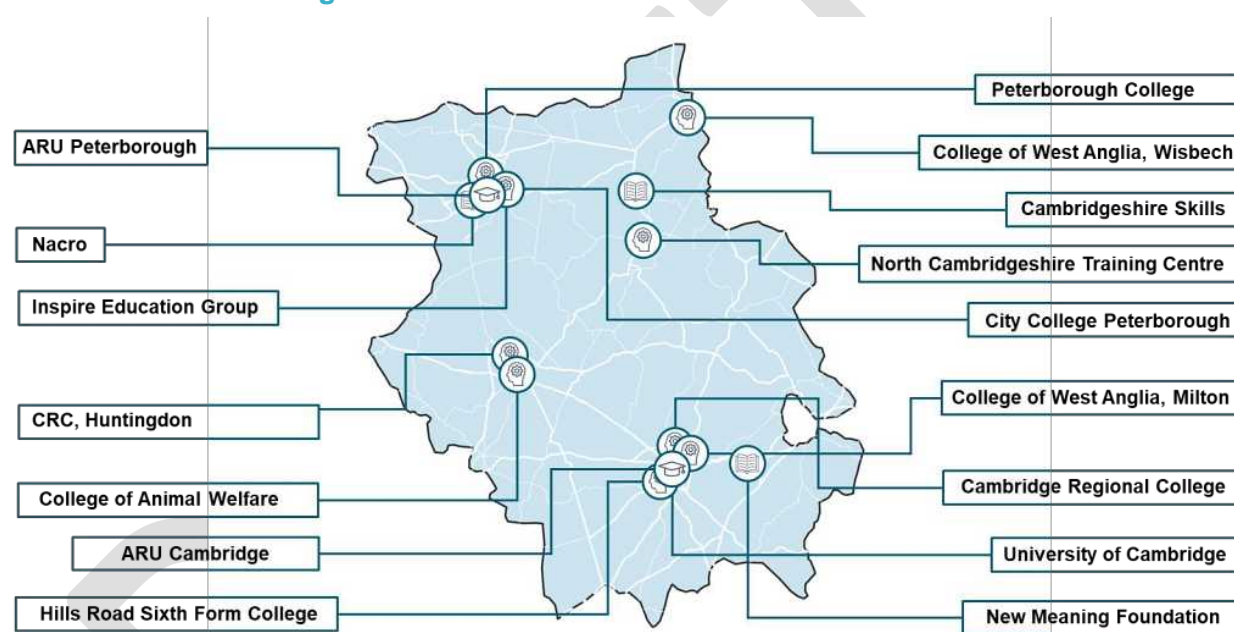 Peterborough College
ARU Peterborough
College of West Anglia, Wisbech
Cambridgeshire Skills
Nacro
North Cambridgeshire Training Centre
Inspire Education Group
City College Peterborough
College of West Anglia, Milton
CRC, Huntingdon
Cambridge Regional College
College of Animal Welfare
ARU Cambridge
University of Cambridge
Hills Road Sixth Form College
New Meaning Foundation